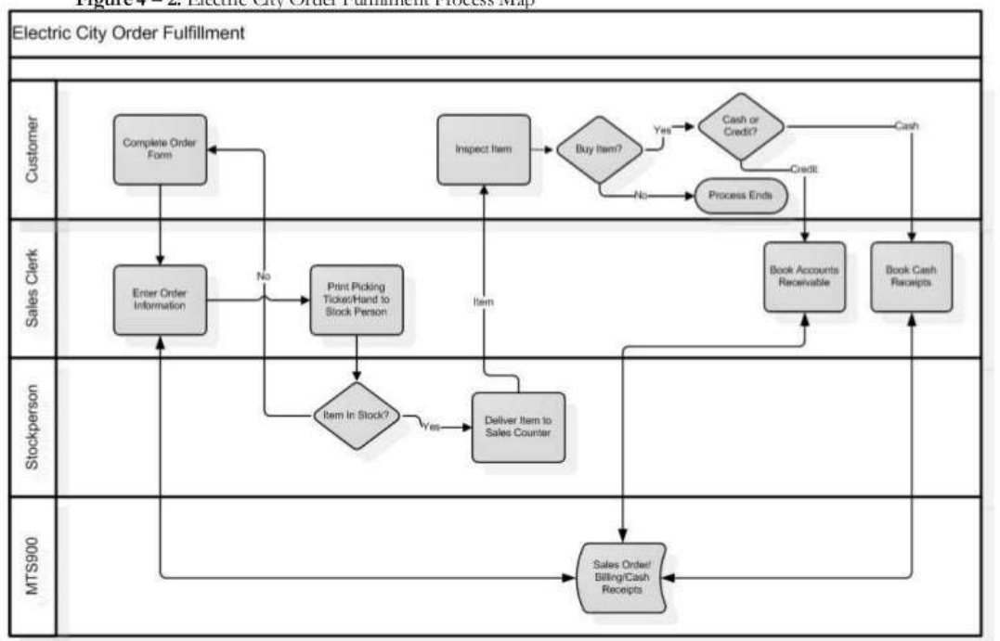 Figure 4 – 2. Electric City Order Fulfillment Process Map
Electric City Order Fulfillment
Customer
Complete Order
Form
Inspect Item
Buy Item?
Yes
Cash or
Credit?
Cash
Credit
No
Process Ends
Sales Clerk
Enter Order
Information
No
Print Picking
Ticket/Hand to
Stock Person
Item
Book Accounts
Receivable
Book Cash
Receipts
Stockperson
Item In Stock?
Yes
Deliver Item to
Sales Counter
MTS900
Sales Order/
Billing/Cash
Receipts